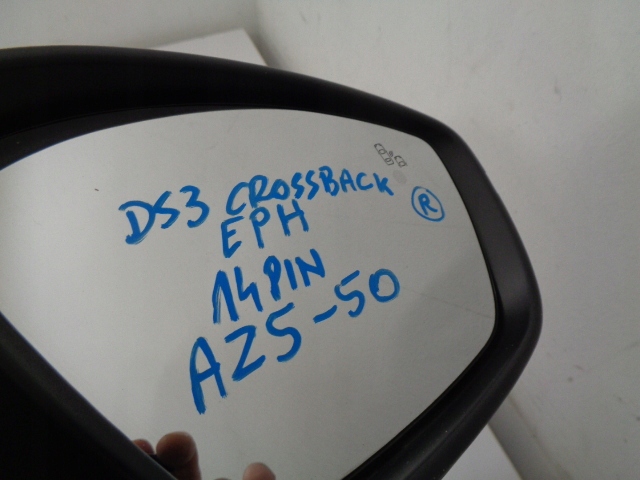 DS3 CROSSBACK
R
EPH
14PIN
AZ5-50